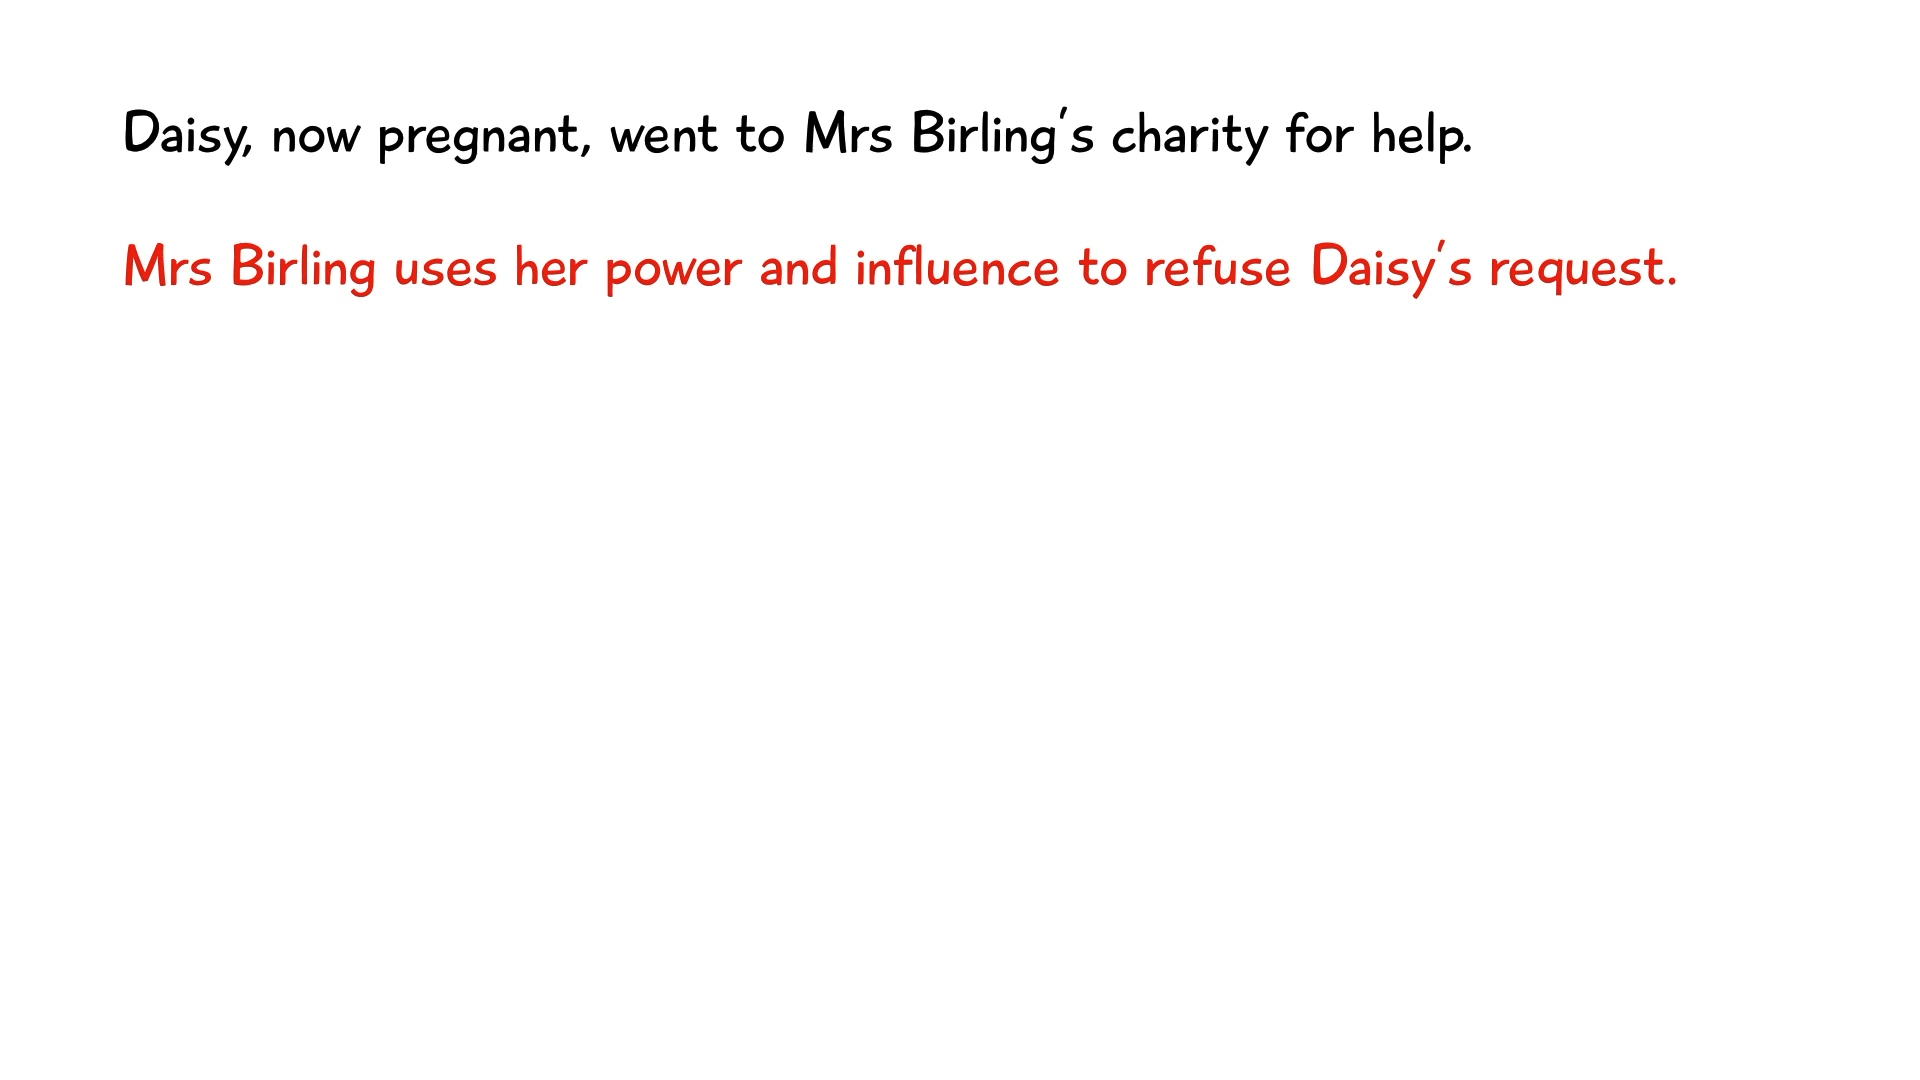 Daisy, now pregnant, went to Mrs Birling's charity for help.
Mrs Birling uses her power and influence to refuse Daisy's request.